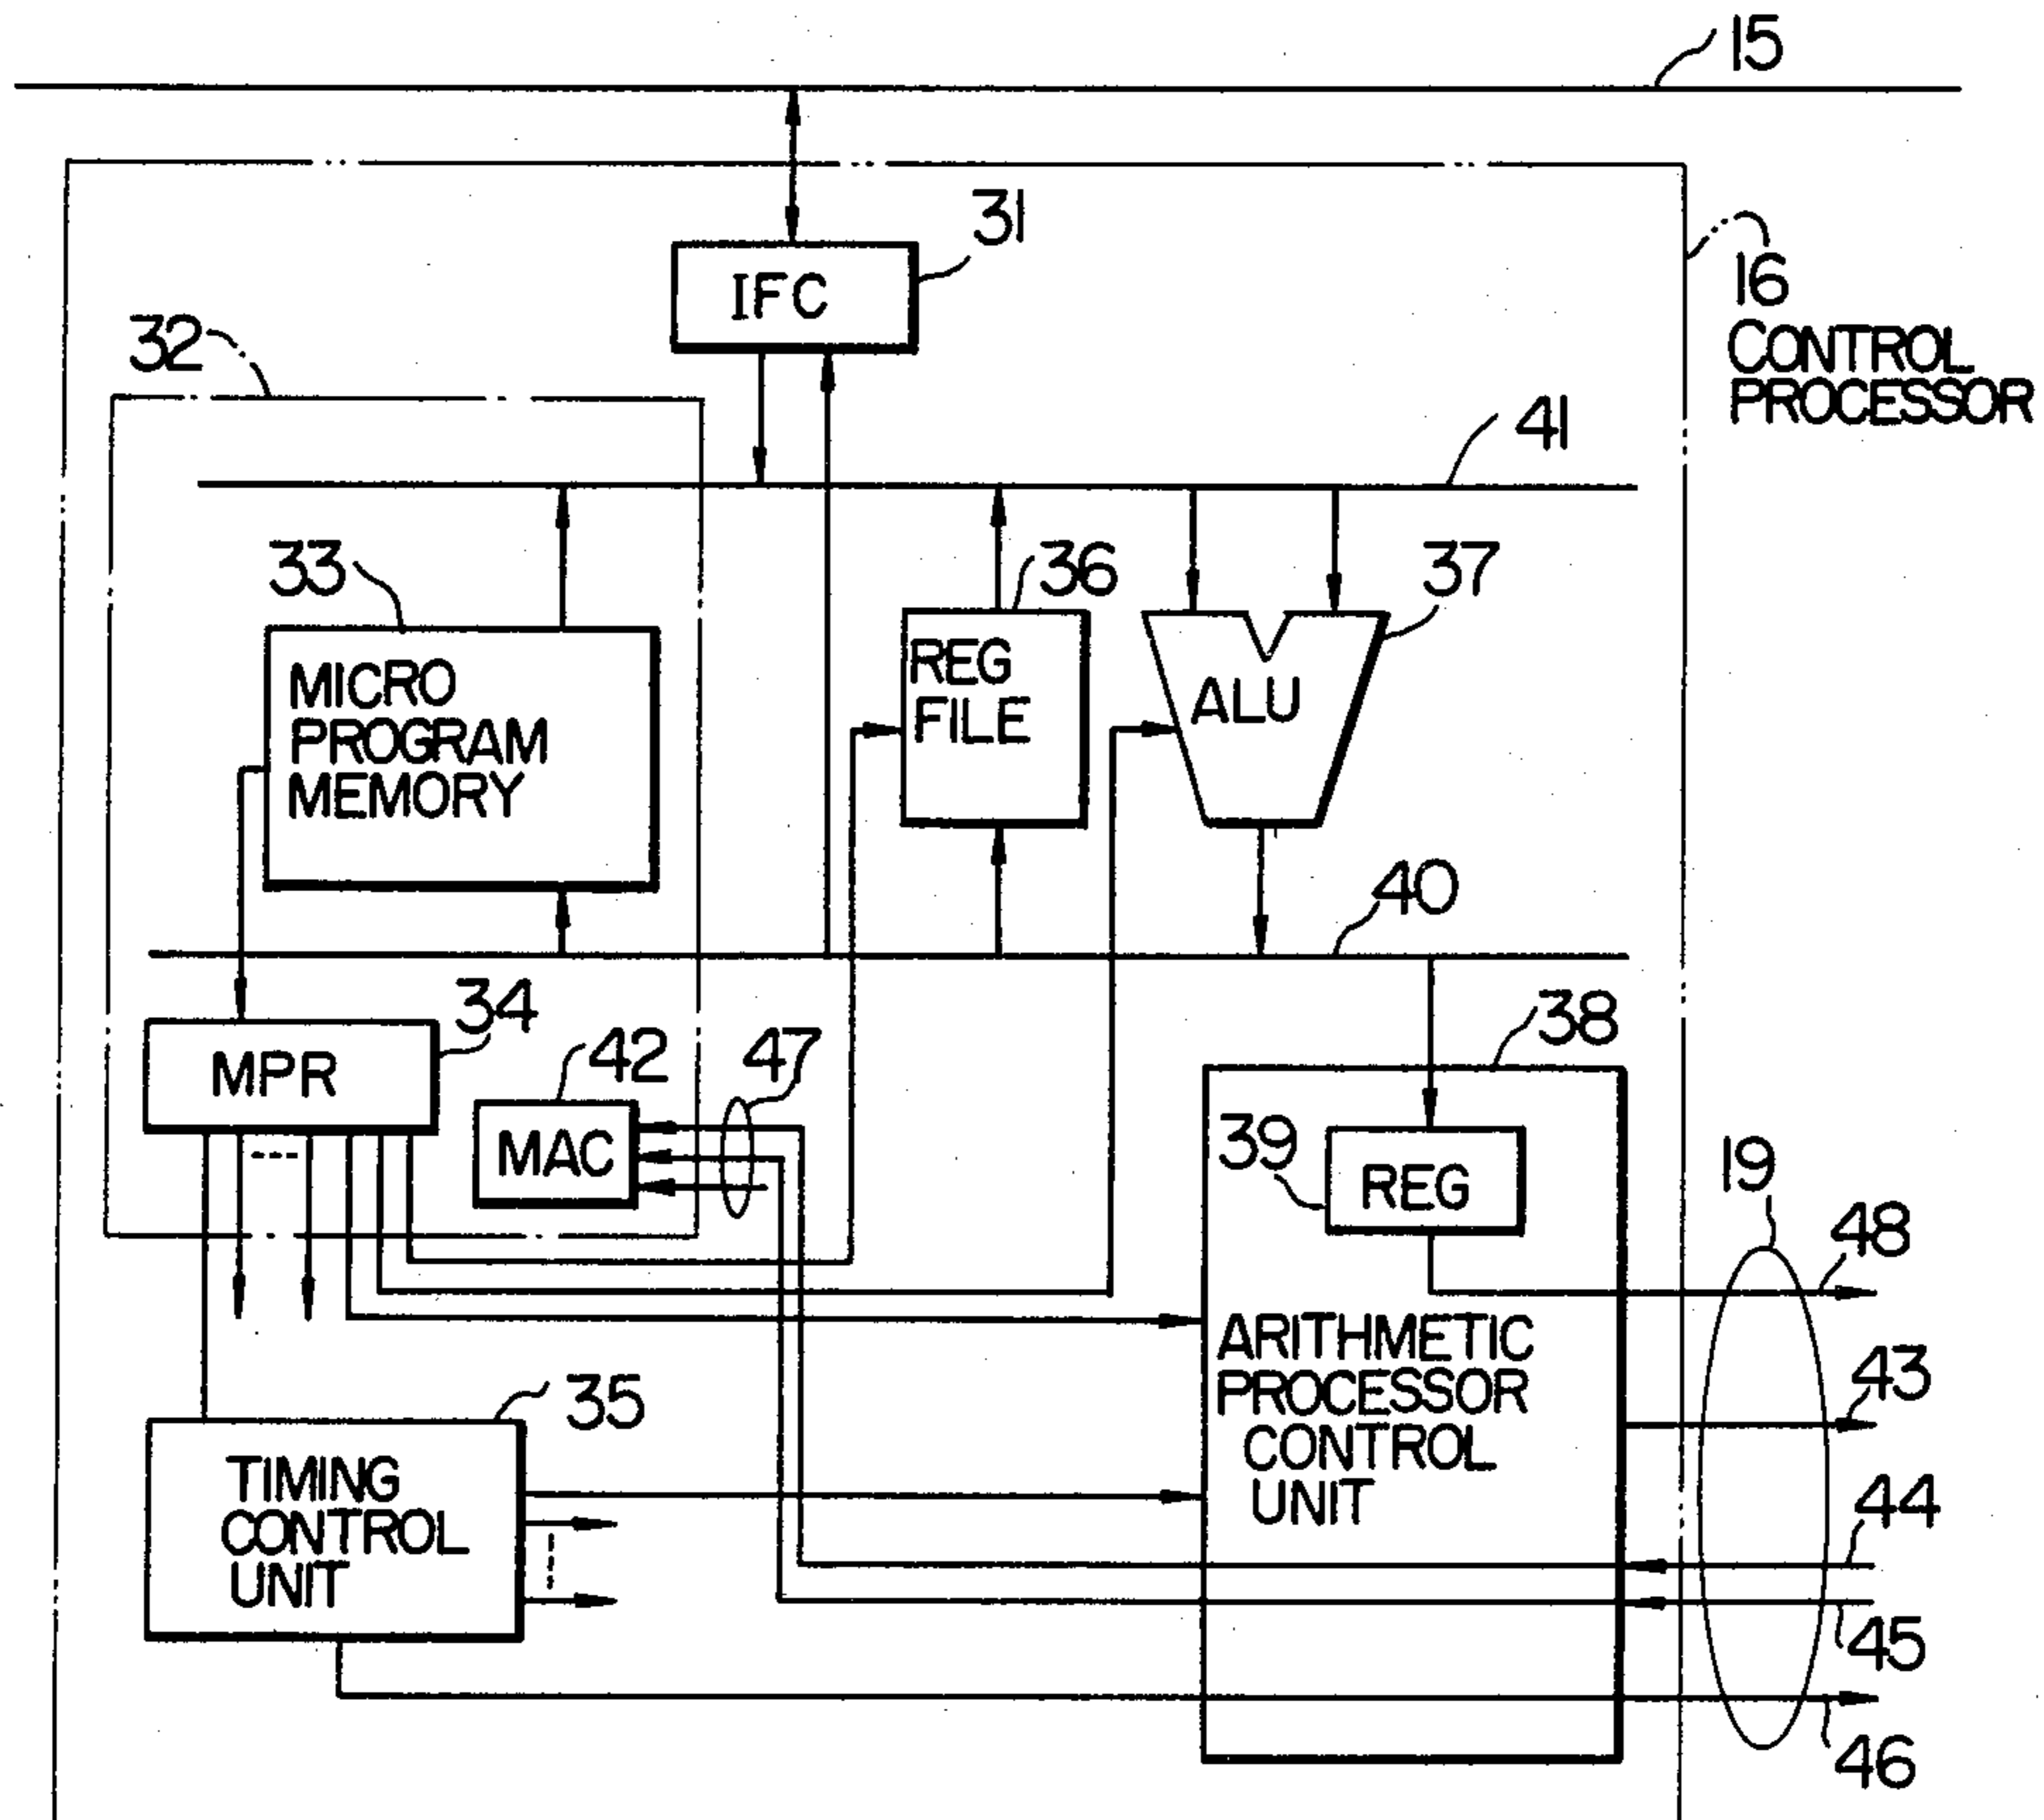 15
31
IFC
16
CONTROL
PROCESSOR
32
41
33
36
37
MICRO
PROGRAM
MEMORY
REG
FILE
ALU
40
34
MPR
42
MAC
47
38
39
REG
19
48
ARITHMETIC
PROCESSOR
CONTROL
UNIT
43
35
TIMING
CONTROL
UNIT
44
45
46